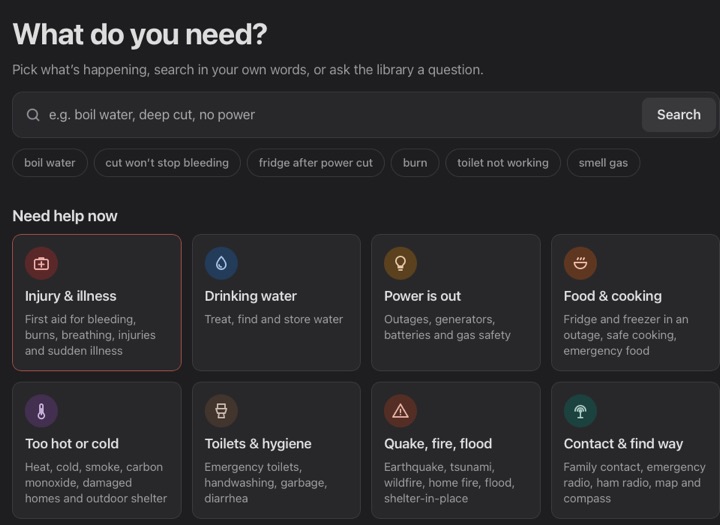 What do you need?
Pick what's happening, search in your own words, or ask the library a question.
e.g. boil water, deep cut, no power
Search
boil water
cut won't stop bleeding
fridge after power cut
burn
toilet not working
smell gas
Need help now
Injury & illness
First aid for bleeding,
burns, breathing, injuries
and sudden illness
Drinking water
Treat, find and store water
Power is out
Outages, generators,
batteries and gas safety
Food & cooking
Fridge and freezer in an
outage, safe cooking,
emergency food
Too hot or cold
Heat, cold, smoke, carbon
monoxide, damaged
homes and outdoor shelter
Toilets & hygiene
Emergency toilets,
handwashing, garbage,
diarrhea
Quake, fire, flood
Earthquake, tsunami,
wildfire, home fire, flood,
shelter-in-place
Contact & find way
Family contact, emergency
radio, ham radio, map and
compass